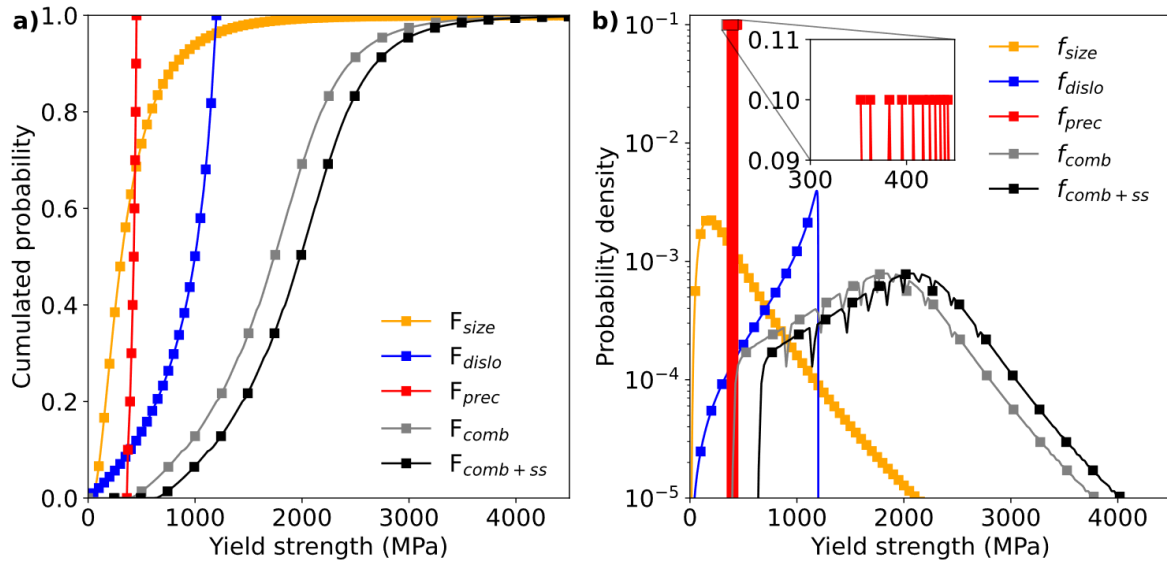 a)
1.0
0.8
0.6
0.4
0.2
0.0
Cumulated probability
0
1000
2000
3000
4000
Yield strength (MPa)
F_size
F_dislo
F_prec
F_comb
F_comb+ss
b)
10⁻¹
10⁻²
10⁻³
10⁻⁴
10⁻⁵
Probability density
0.11
0.10
0.09
300
400
f_size
f_dislo
f_prec
f_comb
f_comb+ss
0
1000
2000
3000
4000
Yield strength (MPa)